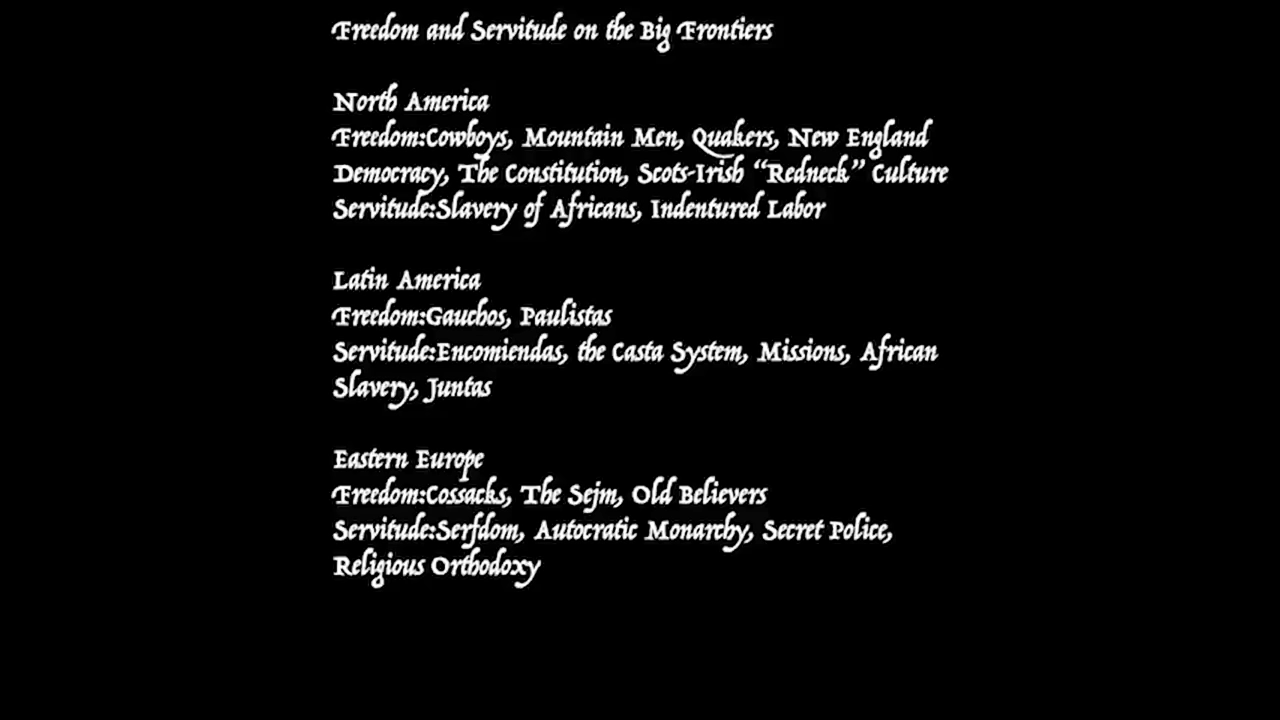 Freedom and Servitude on the Big Frontiers
North America
Freedom:Cowboys, Mountain Men, Quakers, New England
Democracy, The Constitution, Scots-Irish “Redneck” Culture
Servitude:Slavery of Africans, Indentured Labor
Latin America
Freedom:Gauchos, Paulistas
Servitude:Encomiendas, the Casta System, Missions, African
Slavery, Juntas
Eastern Europe
Freedom:Cossacks, The Sejm, Old Believers
Servitude:Serfdom, Autocratic Monarchy, Secret Police,
Religious Orthodoxy